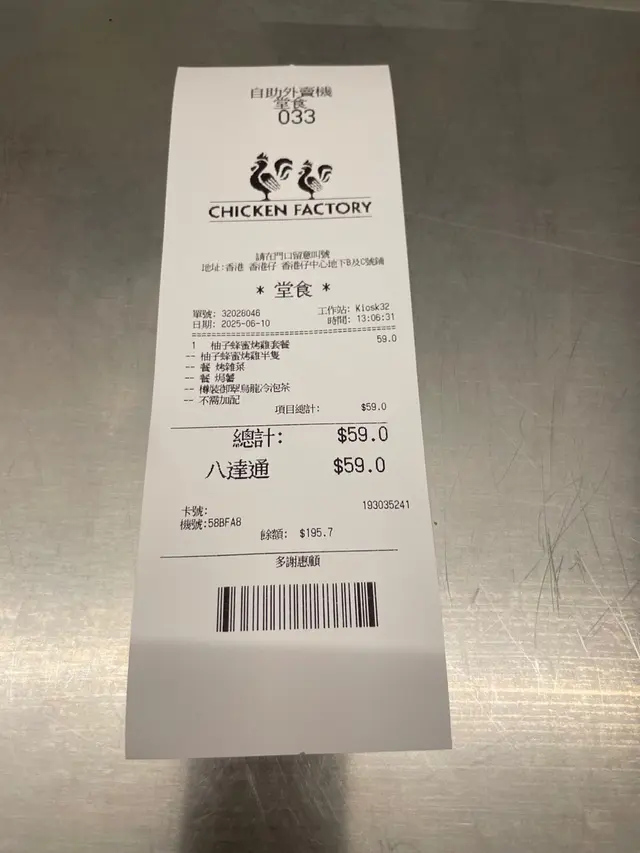 自助外賣機
堂食
033
CHICKEN FACTORY
請在門口留意叫號
地址:香港 香港仔 香港仔中心地下B及C號鋪
* 堂食 *
單號: 32028046 工作站: Kiosk32
日期: 2025-06-10 時間: 13:06:31
1 柚子蜂蜜烤雞套餐 59.0
-- 柚子蜂蜜烤雞半隻
-- 餐 烤雜菜
-- 餐 焗薯
-- 樽裝御翠烏龍冷泡茶
-- 不需加配
項目總計: $59.0
總計: $59.0
八達通 $59.0
卡號: 193035241
機號:58BFA8
餘額: $195.7
多謝惠顧